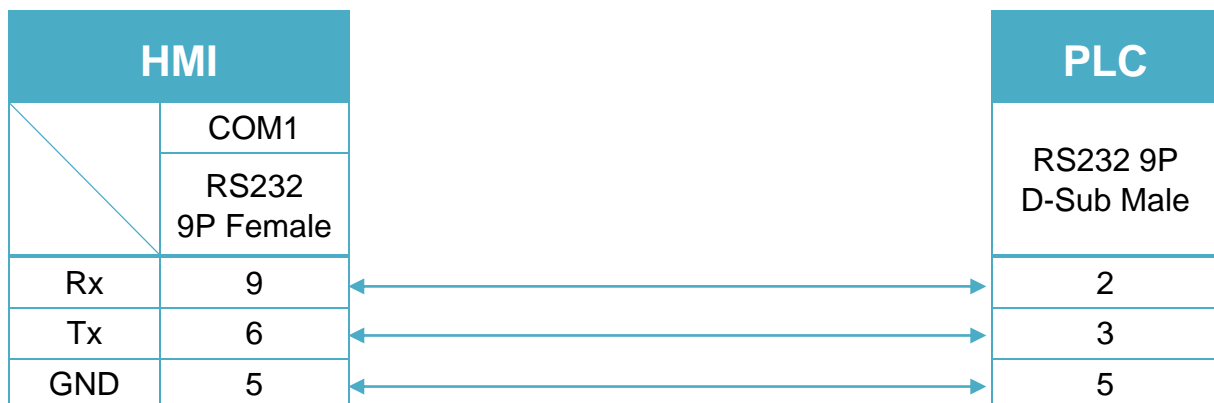 HMI
PLC
COM1
RS232
9P Female
RS232 9P
D-Sub Male
Rx 9 2
Tx 6 3
GND 5 5